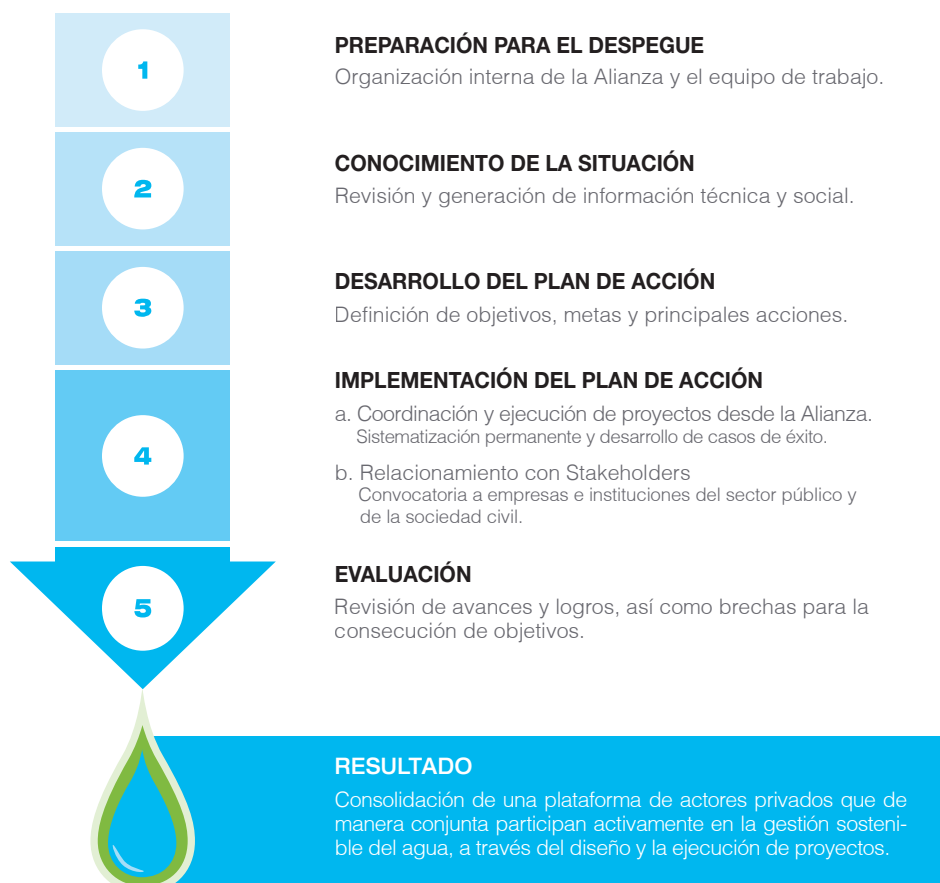 1
PREPARACIÓN PARA EL DESPEGUE
Organización interna de la Alianza y el equipo de trabajo.
2
CONOCIMIENTO DE LA SITUACIÓN
Revisión y generación de información técnica y social.
3
DESARROLLO DEL PLAN DE ACCIÓN
Definición de objetivos, metas y principales acciones.
4
IMPLEMENTACIÓN DEL PLAN DE ACCIÓN
a. Coordinación y ejecución de proyectos desde la Alianza.
Sistematización permanente y desarrollo de casos de éxito.
b. Relacionamiento con Stakeholders
Convocatoria a empresas e instituciones del sector público y
de la sociedad civil.
5
EVALUACIÓN
Revisión de avances y logros, así como brechas para la
consecución de objetivos.
RESULTADO
Consolidación de una plataforma de actores privados que de
manera conjunta participan activamente en la gestión sosteni-
ble del agua, a través del diseño y la ejecución de proyectos.